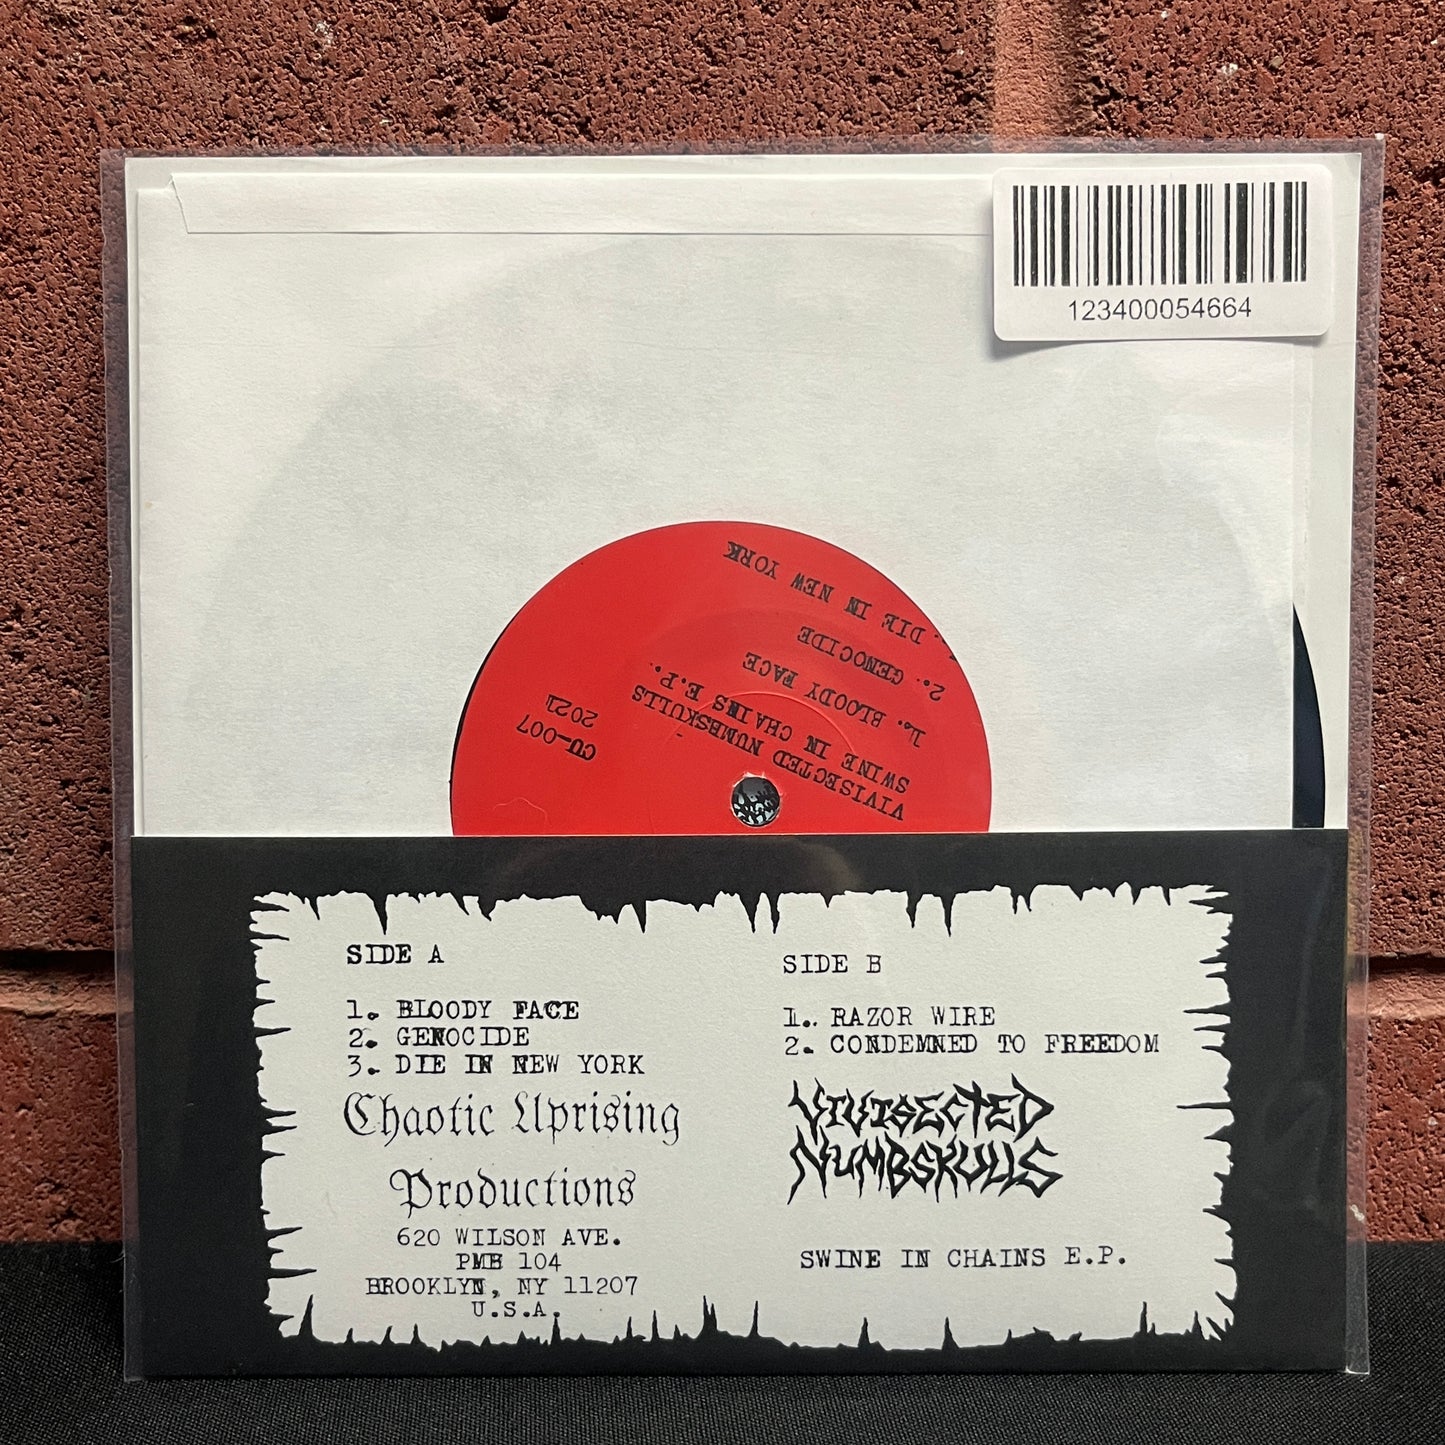 123400054664
DIE IN NEW YORK
2. GENOCIDE
1. BLOODY FACE
SWINE IN CHAINS E.P.
VIVISECTED NUMBSKULLS
CU-007
2021
SIDE A
1. BLOODY FACE
2. GENOCIDE
3. DIE IN NEW YORK
Chaotic Uprising
Productions
620 WILSON AVE.
PMB 104
BROOKLYN, NY 11207
U.S.A.
SIDE B
1. RAZOR WIRE
2. CONDEMNED TO FREEDOM
VIVISECTED
NUMBSKULLS
SWINE IN CHAINS E.P.